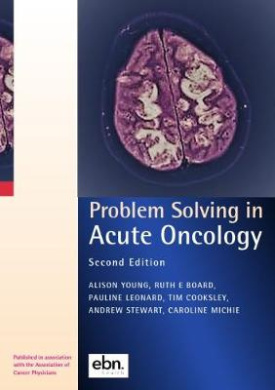 Problem Solving in
Acute Oncology
Second Edition
ALISON YOUNG, RUTH E BOARD,
PAULINE LEONARD, TIM COOKSLEY,
ANDREW STEWART, CAROLINE MICHIE
Published in association
with the Association of
Cancer Physicians
ebn.
health